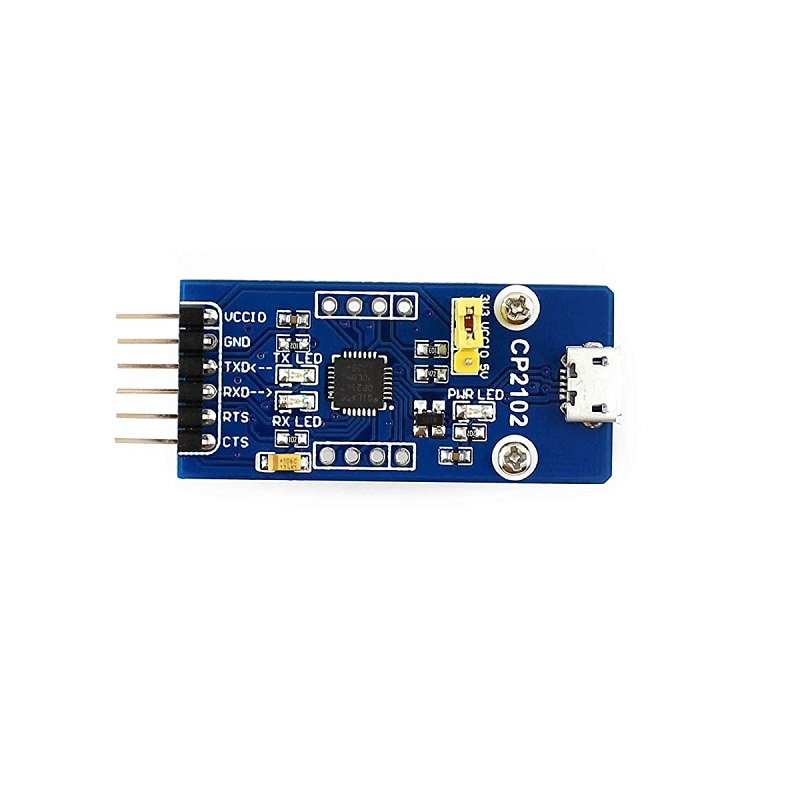 VCCIO
GND
TXD<--
RXD-->
RTS
CTS
TX LED
RX LED
3V3 VCCIO 5V
PWR LED
CP2102